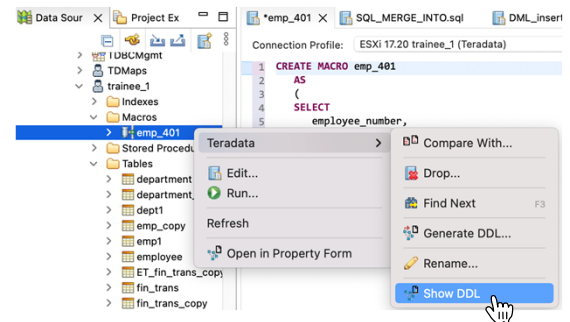 Data Sour
Project Ex
*emp_401
SQL_MERGE_INTO.sql
DML_insert
Connection Profile:
ESXi 17.20 trainee_1 (Teradata)
TDBCMgmt
TDMaps
trainee_1
Indexes
Macros
emp_401
Stored Procedu
Tables
department
department_
dept1
emp_copy
emp1
employee
ET_fin_trans_copy
fin_trans
fin_trans_copy
1 CREATE MACRO emp_401
2 AS
3 (
4 SELECT
5 employee_number,
Teradata
Edit...
Run...
Refresh
Open in Property Form
Compare With...
Drop...
Find Next F3
Generate DDL...
Rename...
Show DDL